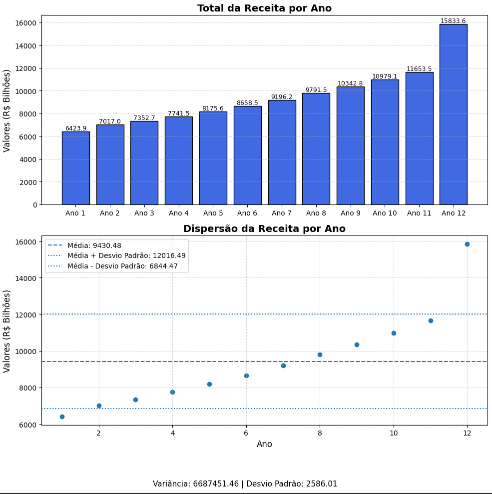 Total da Receita por Ano
Valores (R$ Bilhões)
16000
14000
12000
10000
8000
6000
4000
2000
0
6423.9
7017.0
7352.7
7741.5
8175.6
8658.5
9196.2
9791.5
10342.8
10979.1
11653.5
15833.6
Ano 1 Ano 2 Ano 3 Ano 4 Ano 5 Ano 6 Ano 7 Ano 8 Ano 9 Ano 10 Ano 11 Ano 12
Dispersão da Receita por Ano
Valores (R$ Bilhões)
16000
14000
12000
10000
8000
6000
Média: 9430.48
Média + Desvio Padrão: 12016.49
Média - Desvio Padrão: 6844.47
2 4 6 8 10 12
Ano
Variância: 6687451.46 | Desvio Padrão: 2586.01